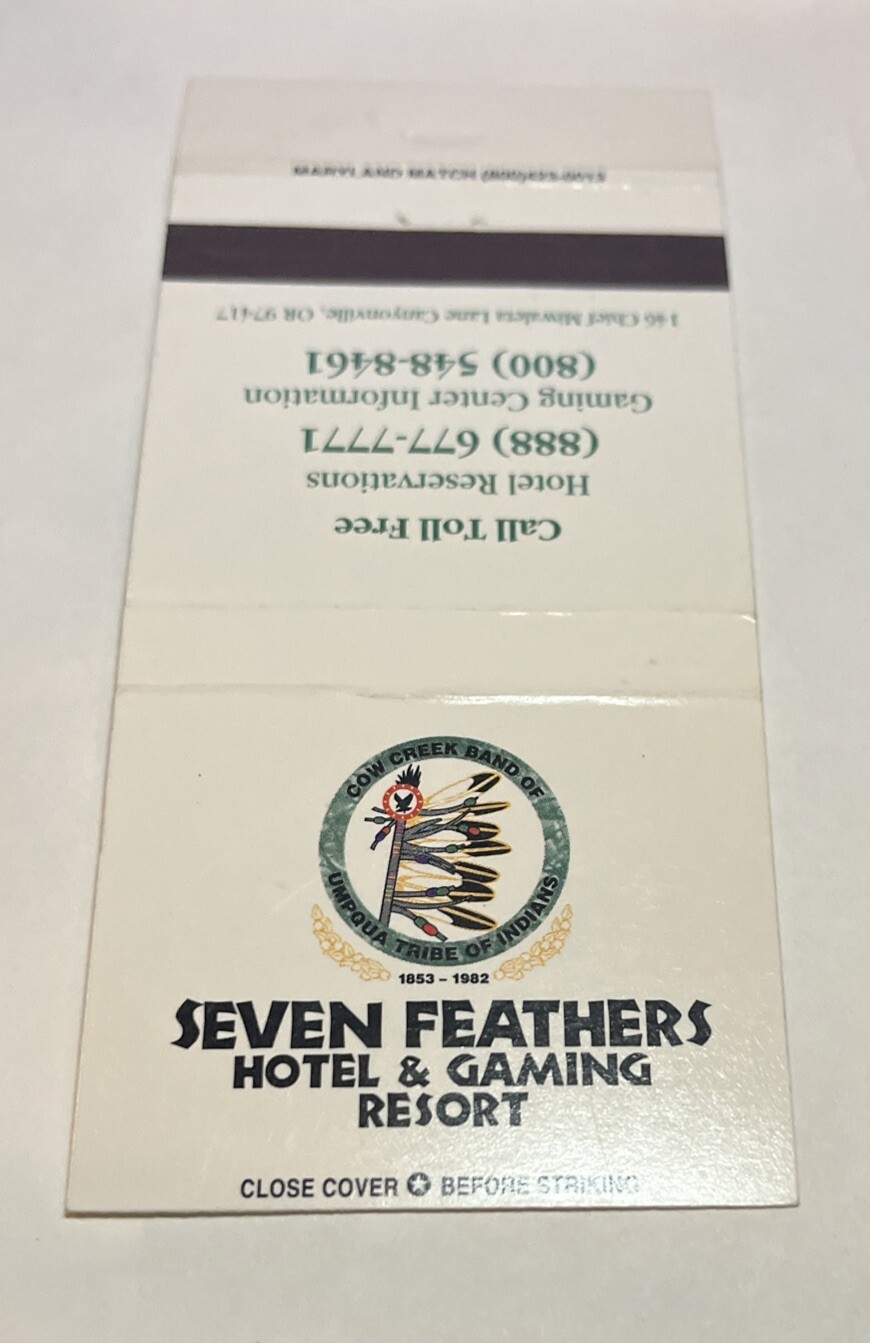 MARYLAND MATCH
146 Chief Miwaleta Lane Canyonville, OR 97417
(800) 548-8461
Gaming Center Information
(888) 677-7771
Hotel Reservations
Call Toll Free
COW CREEK BAND OF
UMPQUA TRIBE OF INDIANS
1853 – 1982
SEVEN FEATHERS
HOTEL & GAMING
RESORT
CLOSE COVER BEFORE STRIKING